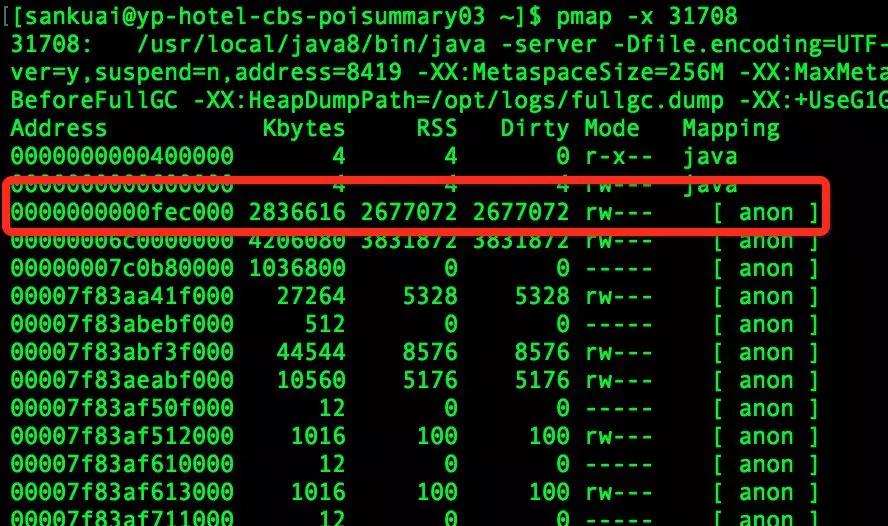 [[sankuai@yp-hotel-cbs-poisummary03 ~]$ pmap -x 31708
31708:   /usr/local/java8/bin/java -server -Dfile.encoding=UTF-
ver=y,suspend=n,address=8419 -XX:MetaspaceSize=256M -XX:MaxMeta
BeforeFullGC -XX:HeapDumpPath=/opt/logs/fullgc.dump -XX:+UseG1G
Address           Kbytes     RSS   Dirty Mode   Mapping
0000000000400000       4       4       0 r-x--  java
0000000000600000       4       4       4 rw---  java
0000000000fec000 2836616 2677072 2677072 rw---    [ anon ]
00000006c0000000 4206080 3831872 3831872 rw---    [ anon ]
00000007c0b80000 1036800       0       0 -----    [ anon ]
00007f83aa41f000   27264    5328    5328 rw---    [ anon ]
00007f83abebf000     512       0       0 -----    [ anon ]
00007f83abf3f000   44544    8576    8576 rw---    [ anon ]
00007f83aeabf000   10560    5176    5176 rw---    [ anon ]
00007f83af50f000      12       0       0 -----    [ anon ]
00007f83af512000    1016     100     100 rw---    [ anon ]
00007f83af610000      12       0       0 -----    [ anon ]
00007f83af613000    1016     100     100 rw---    [ anon ]
00007f83af711000      12       0       0 -----    [ anon ]